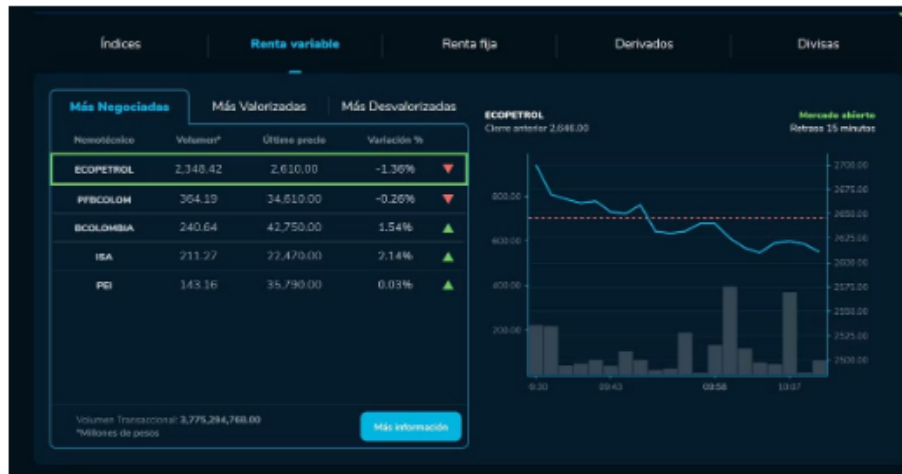 Índices Renta variable Renta fija Derivados Divisas
Más Negociadas Más Valorizadas Más Desvalorizadas
Nemotécnico Volumen* Último precio Variación %
ECOPETROL 2,348.42 2,610.00 -1.36%
PFBCOLOM 364.19 34,610.00 -0.26%
BCOLOMBIA 240.64 42,750.00 1.54%
ISA 211.27 22,470.00 2.14%
PEI 143.16 35,790.00 0.03%
Volumen Transaccional: 3,775,294,768.00
*Millones de pesos
Más información
ECOPETROL Mercado abierto
Cierre anterior 2,646.00 Retraso 15 minutos
2700.00
800.00 2675.00
2650.00
600.00 2625.00
2600.00
400.00 2575.00
2550.00
200.00 2525.00
2500.00
9:30 09:43 09:56 10:07